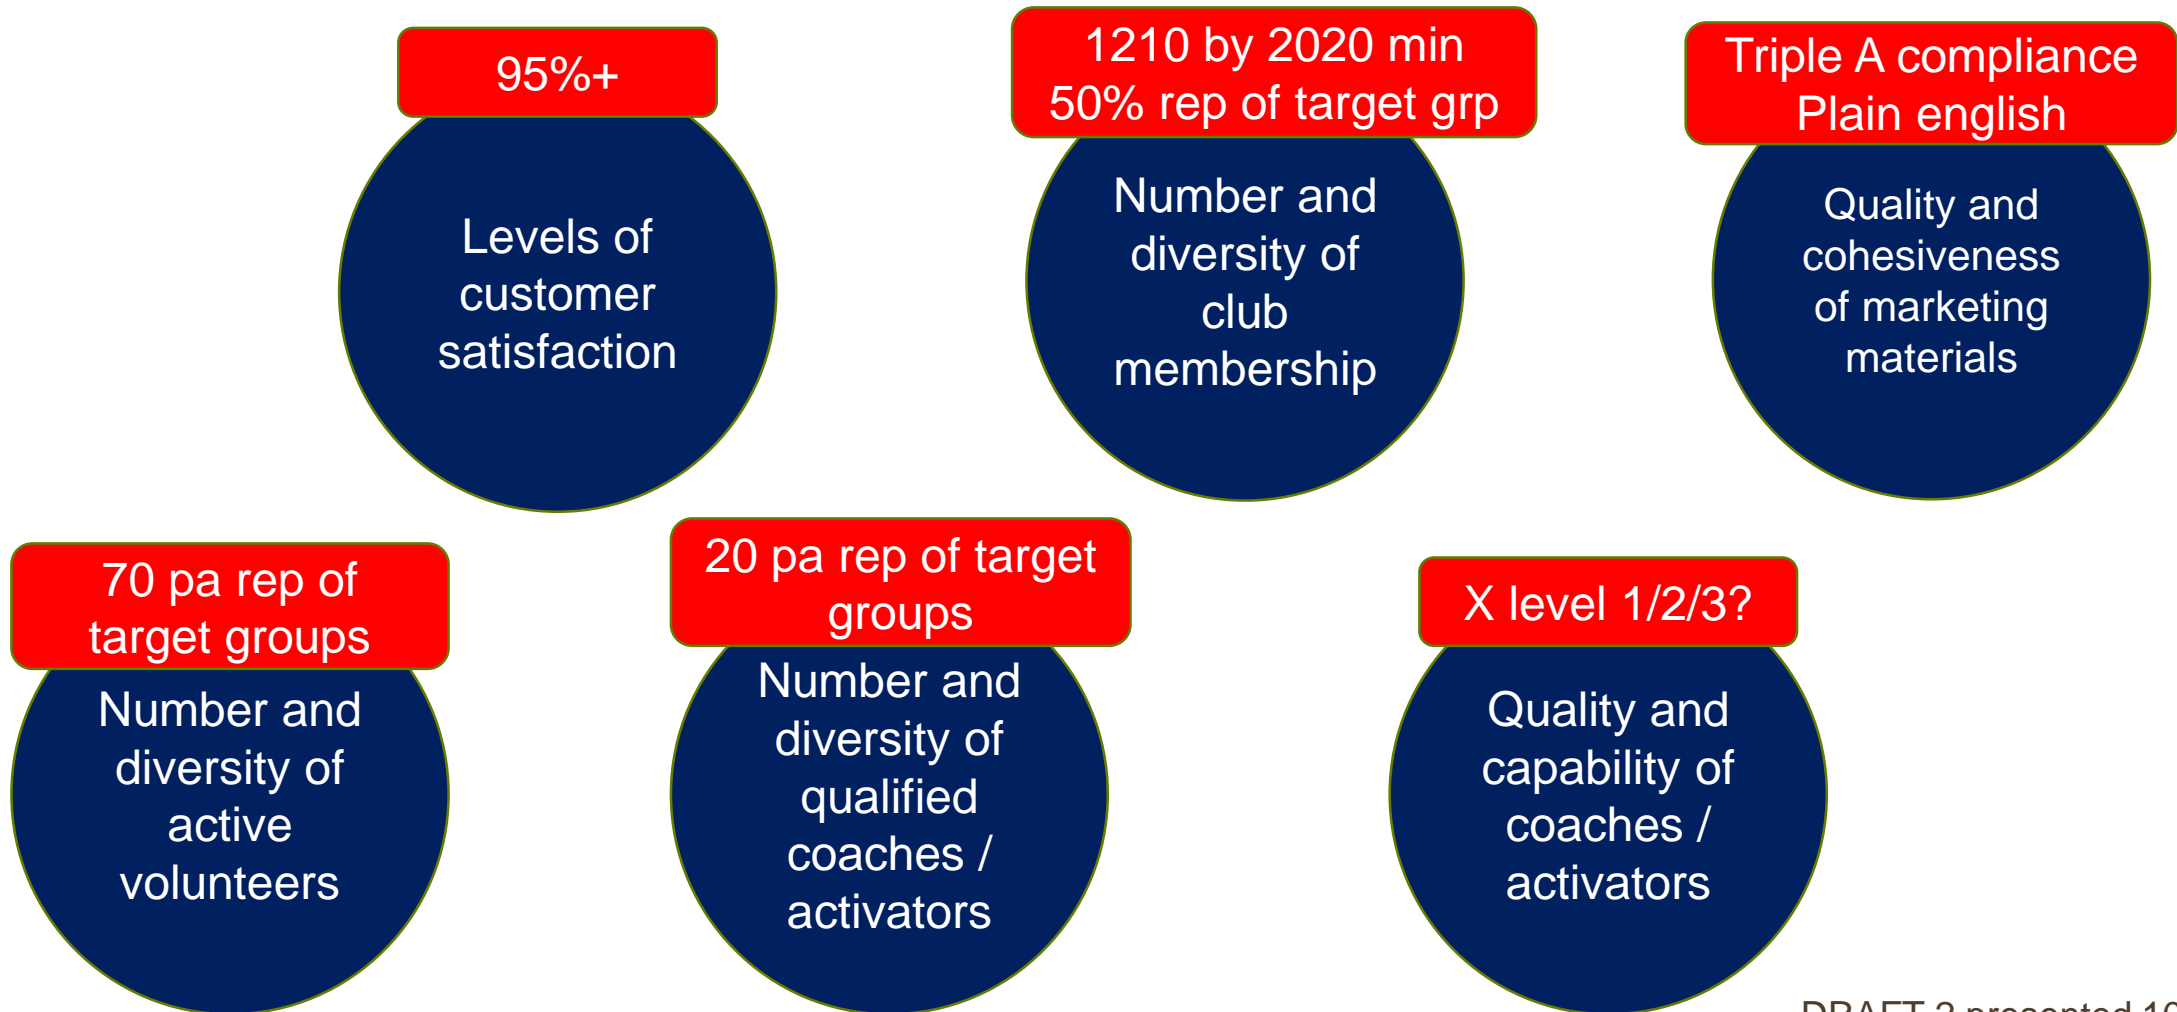 95%+
Levels of
customer
satisfaction
1210 by 2020 min
50% rep of target grp
Number and
diversity of
club
membership
Triple A compliance
Plain english
Quality and
cohesiveness
of marketing
materials
70 pa rep of
target groups
Number and
diversity of
active
volunteers
20 pa rep of target
groups
Number and
diversity of
qualified
coaches /
activators
X level 1/2/3?
Quality and
capability of
coaches /
activators
DRAFT 2 presented